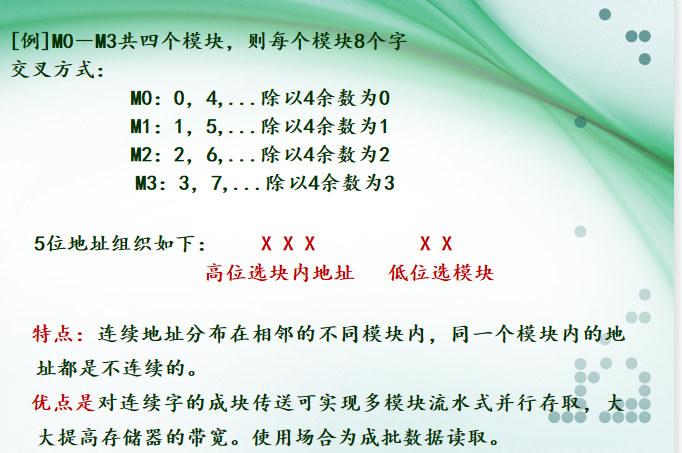 [例]M0－M3共四个模块，则每个模块8个字
交叉方式：
M0：0，4,...除以4余数为0
M1：1，5,...除以4余数为1
M2：2，6,...除以4余数为2
M3：3，7,...除以4余数为3
5位地址组织如下： X X X X X
高位选块内地址 低位选模块
特点：连续地址分布在相邻的不同模块内，同一个模块内的地
址都是不连续的。
优点是对连续字的成块传送可实现多模块流水式并行存取，大
大提高存储器的带宽。使用场合为成批数据读取。